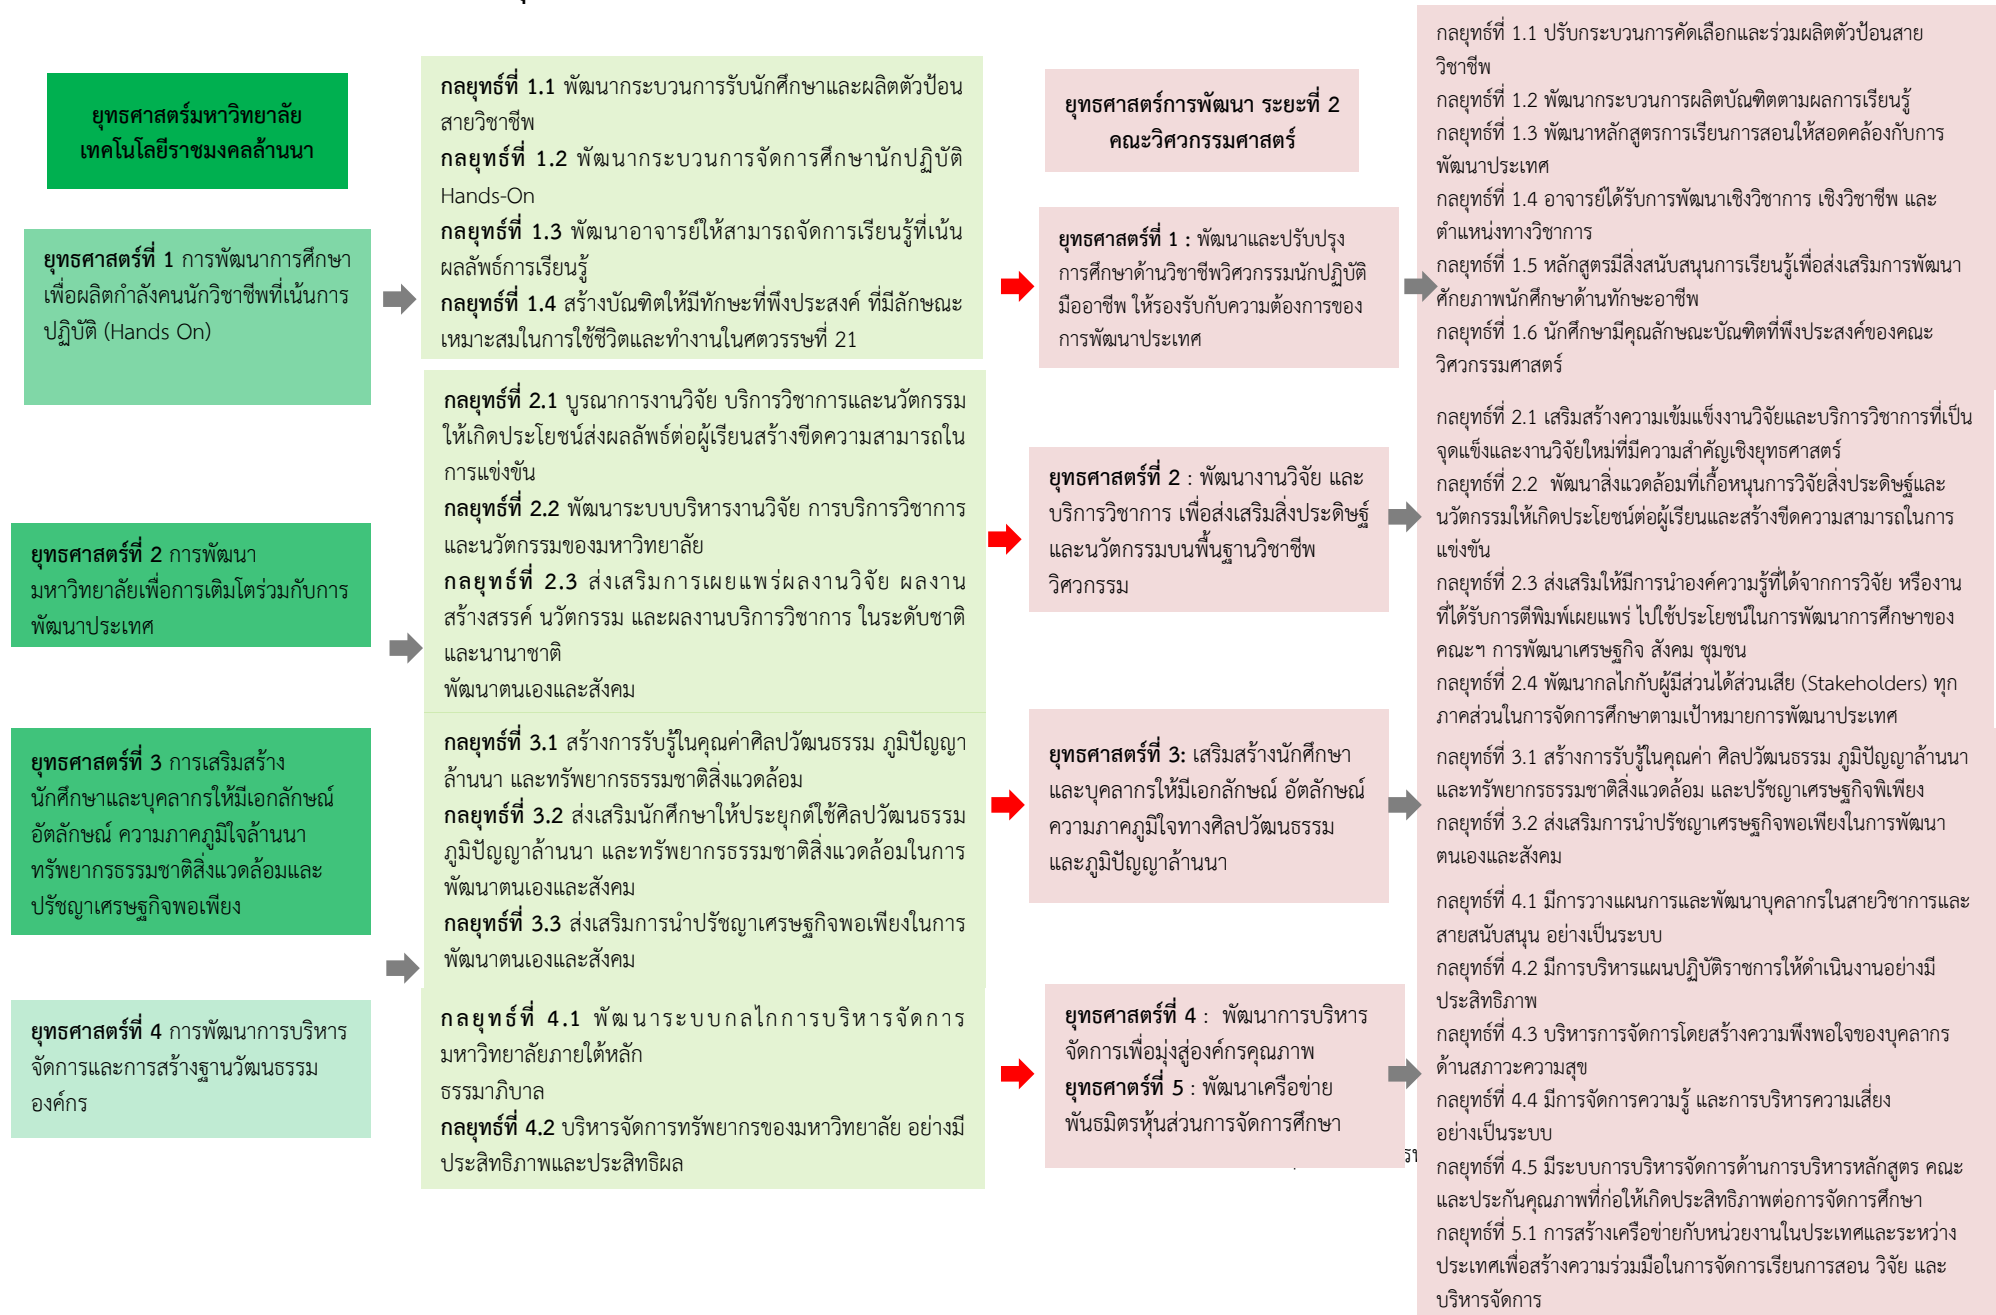 ยุทธศาสตร์มหาวิทยาลัย
เทคโนโลยีราชมงคลล้านนา
ยุทธศาสตร์ที่ 1 การพัฒนาการศึกษา
เพื่อผลิตกำลังคนนักวิชาชีพที่เน้นการ
ปฏิบัติ (Hands On)
ยุทธศาสตร์ที่ 2 การพัฒนา
มหาวิทยาลัยเพื่อการเติมโตร่วมกับการ
พัฒนาประเทศ
ยุทธศาสตร์ที่ 3 การเสริมสร้าง
นักศึกษาและบุคลากรให้มีเอกลักษณ์
อัตลักษณ์ ความภาคภูมิใจล้านนา
ทรัพยากรธรรมชาติสิ่งแวดล้อมและ
ปรัชญาเศรษฐกิจพอเพียง
ยุทธศาสตร์ที่ 4 การพัฒนาการบริหาร
จัดการและการสร้างฐานวัฒนธรรม
องค์กร
กลยุทธ์ที่ 1.1 พัฒนากระบวนการรับนักศึกษาและผลิตตัวป้อน
สายวิชาชีพ
กลยุทธ์ที่ 1.2 พัฒนากระบวนการจัดการศึกษานักปฏิบัติ
Hands-On
กลยุทธ์ที่ 1.3 พัฒนาอาจารย์ให้สามารถจัดการเรียนรู้ที่เน้น
ผลลัพธ์การเรียนรู้
กลยุทธ์ที่ 1.4 สร้างบัณฑิตให้มีทักษะที่พึงประสงค์ ที่มีลักษณะ
เหมาะสมในการใช้ชีวิตและทำงานในศตวรรษที่ 21
กลยุทธ์ที่ 2.1 บูรณาการงานวิจัย บริการวิชาการและนวัตกรรม
ให้เกิดประโยชน์ส่งผลลัพธ์ต่อผู้เรียนสร้างขีดความสามารถใน
การแข่งขัน
กลยุทธ์ที่ 2.2 พัฒนาระบบบริหารงานวิจัย การบริการวิชาการ
และนวัตกรรมของมหาวิทยาลัย
กลยุทธ์ที่ 2.3 ส่งเสริมการเผยแพร่ผลงานวิจัย ผลงาน
สร้างสรรค์ นวัตกรรม และผลงานบริการวิชาการ ในระดับชาติ
และนานาชาติ
พัฒนาตนเองและสังคม
กลยุทธ์ที่ 3.1 สร้างการรับรู้ในคุณค่าศิลปวัฒนธรรม ภูมิปัญญา
ล้านนา และทรัพยากรธรรมชาติสิ่งแวดล้อม
กลยุทธ์ที่ 3.2 ส่งเสริมนักศึกษาให้ประยุกต์ใช้ศิลปวัฒนธรรม
ภูมิปัญญาล้านนา และทรัพยากรธรรมชาติสิ่งแวดล้อมในการ
พัฒนาตนเองและสังคม
กลยุทธ์ที่ 3.3 ส่งเสริมการนำปรัชญาเศรษฐกิจพอเพียงในการ
พัฒนาตนเองและสังคม
กลยุทธ์ที่ 4.1 พัฒนาระบบกลไกการบริหารจัดการ
มหาวิทยาลัยภายใต้หลัก
ธรรมาภิบาล
กลยุทธ์ที่ 4.2 บริหารจัดการทรัพยากรของมหาวิทยาลัย อย่างมี
ประสิทธิภาพและประสิทธิผล
ยุทธศาสตร์การพัฒนา ระยะที่ 2
คณะวิศวกรรมศาสตร์
ยุทธศาสตร์ที่ 1 : พัฒนาและปรับปรุง
การศึกษาด้านวิชาชีพวิศวกรรมนักปฏิบัติ
มืออาชีพ ให้รองรับกับความต้องการของ
การพัฒนาประเทศ
ยุทธศาสตร์ที่ 2 : พัฒนางานวิจัย และ
บริการวิชาการ เพื่อส่งเสริมสิ่งประดิษฐ์
และนวัตกรรมบนพื้นฐานวิชาชีพ
วิศวกรรม
ยุทธศาสตร์ที่ 3: เสริมสร้างนักศึกษา
และบุคลากรให้มีเอกลักษณ์ อัตลักษณ์
ความภาคภูมิใจทางศิลปวัฒนธรรม
และภูมิปัญญาล้านนา
ยุทธศาสตร์ที่ 4 : พัฒนาการบริหาร
จัดการเพื่อมุ่งสู่องค์กรคุณภาพ
ยุทธศาตร์ที่ 5 : พัฒนาเครือข่าย
พันธมิตรหุ้นส่วนการจัดการศึกษา
กลยุทธ์ที่ 1.1 ปรับกระบวนการคัดเลือกและร่วมผลิตตัวป้อนสาย
วิชาชีพ
กลยุทธ์ที่ 1.2 พัฒนากระบวนการผลิตบัณฑิตตามผลการเรียนรู้
กลยุทธ์ที่ 1.3 พัฒนาหลักสูตรการเรียนการสอนให้สอดคล้องกับการ
พัฒนาประเทศ
กลยุทธ์ที่ 1.4 อาจารย์ได้รับการพัฒนาเชิงวิชาการ เชิงวิชาชีพ และ
ตำแหน่งทางวิชาการ
กลยุทธ์ที่ 1.5 หลักสูตรมีสิ่งสนับสนุนการเรียนรู้เพื่อส่งเสริมการพัฒนา
ศักยภาพนักศึกษาด้านทักษะอาชีพ
กลยุทธ์ที่ 1.6 นักศึกษามีคุณลักษณะบัณฑิตที่พึงประสงค์ของคณะ
วิศวกรรมศาสตร์
กลยุทธ์ที่ 2.1 เสริมสร้างความเข้มแข็งงานวิจัยและบริการวิชาการที่เป็น
จุดแข็งและงานวิจัยใหม่ที่มีความสำคัญเชิงยุทธศาสตร์
กลยุทธ์ที่ 2.2 พัฒนาสิ่งแวดล้อมที่เกื้อหนุนการวิจัยสิ่งประดิษฐ์และ
นวัตกรรมให้เกิดประโยชน์ต่อผู้เรียนและสร้างขีดความสามารถในการ
แข่งขัน
กลยุทธ์ที่ 2.3 ส่งเสริมให้มีการนำองค์ความรู้ที่ได้จากการวิจัย หรืองาน
ที่ได้รับการตีพิมพ์เผยแพร่ ไปใช้ประโยชน์ในการพัฒนาการศึกษาของ
คณะฯ การพัฒนาเศรษฐกิจ สังคม ชุมชน
กลยุทธ์ที่ 2.4 พัฒนากลไกกับผู้มีส่วนได้ส่วนเสีย (Stakeholders) ทุก
ภาคส่วนในการจัดการศึกษาตามเป้าหมายการพัฒนาประเทศ
กลยุทธ์ที่ 3.1 สร้างการรับรู้ในคุณค่า ศิลปวัฒนธรรม ภูมิปัญญาล้านนา
และทรัพยากรธรรมชาติสิ่งแวดล้อม และปรัชญาเศรษฐกิจพิเพียง
กลยุทธ์ที่ 3.2 ส่งเสริมการนำปรัชญาเศรษฐกิจพอเพียงในการพัฒนา
ตนเองและสังคม
กลยุทธ์ที่ 4.1 มีการวางแผนการและพัฒนาบุคลากรในสายวิชาการและ
สายสนับสนุน อย่างเป็นระบบ
กลยุทธ์ที่ 4.2 มีการบริหารแผนปฏิบัติราชการให้ดำเนินงานอย่างมี
ประสิทธิภาพ
กลยุทธ์ที่ 4.3 บริหารการจัดการโดยสร้างความพึงพอใจของบุคลากร
ด้านสภาวะความสุข
กลยุทธ์ที่ 4.4 มีการจัดการความรู้ และการบริหารความเสี่ยง
อย่างเป็นระบบ
กลยุทธ์ที่ 4.5 มีระบบการบริหารจัดการด้านการบริหารหลักสูตร คณะ
และประกันคุณภาพที่ก่อให้เกิดประสิทธิภาพต่อการจัดการศึกษา
กลยุทธ์ที่ 5.1 การสร้างเครือข่ายกับหน่วยงานในประเทศและระหว่าง
ประเทศเพื่อสร้างความร่วมมือในการจัดการเรียนการสอน วิจัย และ
บริหารจัดการ